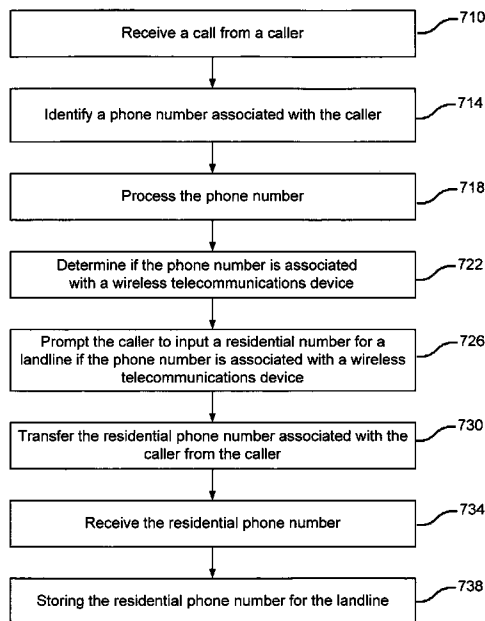 Receive a call from a caller
710
Identify a phone number associated with the caller
714
Process the phone number
718
Determine if the phone number is associated
with a wireless telecommunications device
722
Prompt the caller to input a residential number for a
landline if the phone number is associated with a wireless
telecommunications device
726
Transfer the residential phone number associated with the
caller from the caller
730
Receive the residential phone number
734
Storing the residential phone number for the landline
738